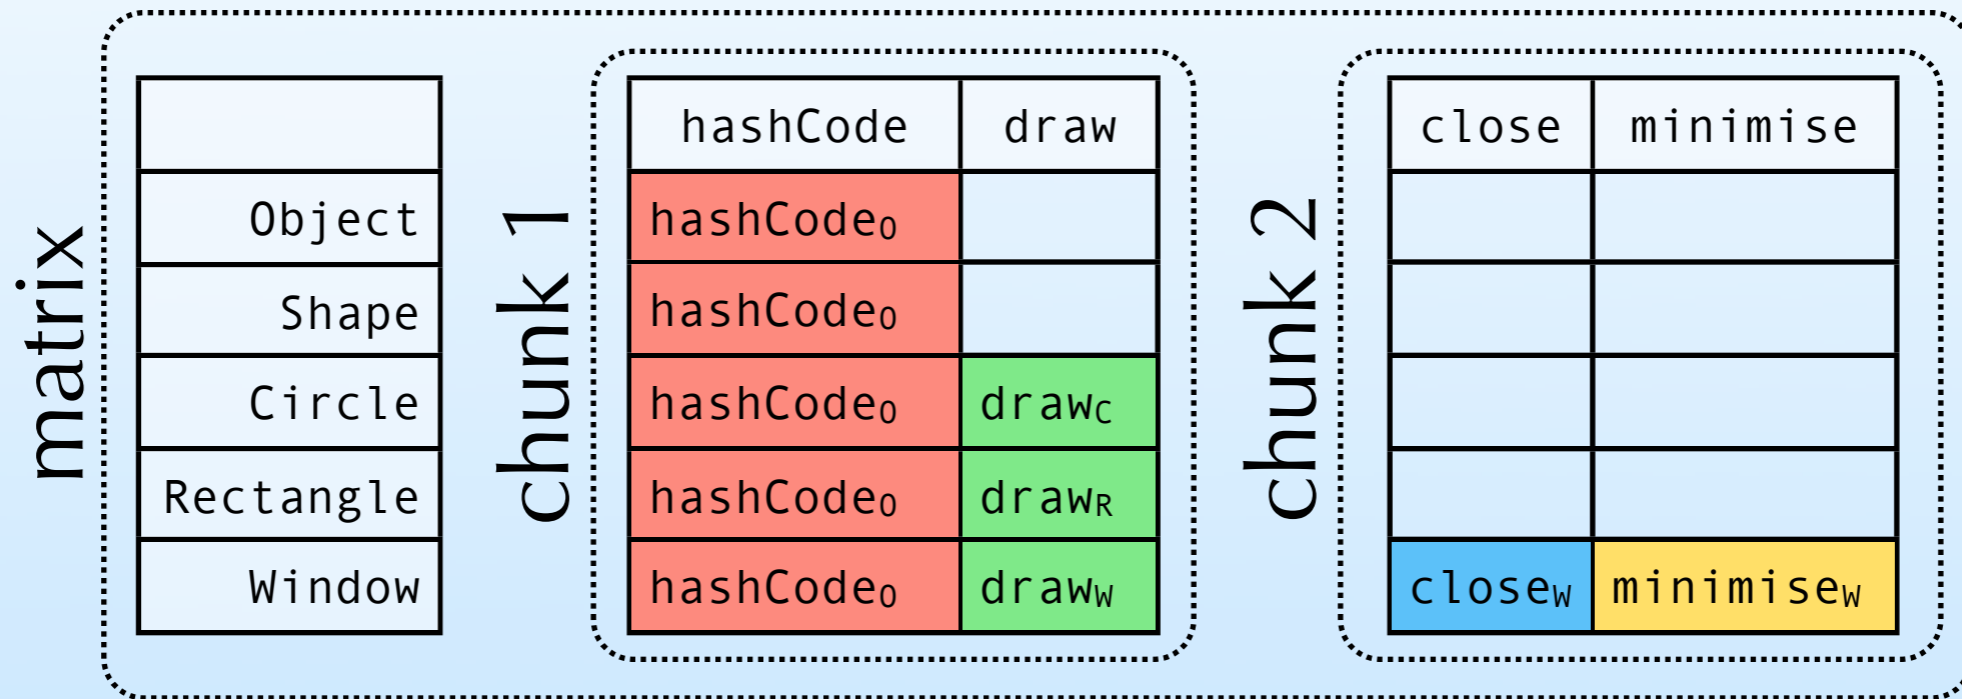 matrix
chunk 1
chunk 2
hashCode draw close minimise
Object hashCodeO
Shape hashCodeO
Circle hashCodeO drawC
Rectangle hashCodeO drawR
Window hashCodeO drawW closeW minimiseW